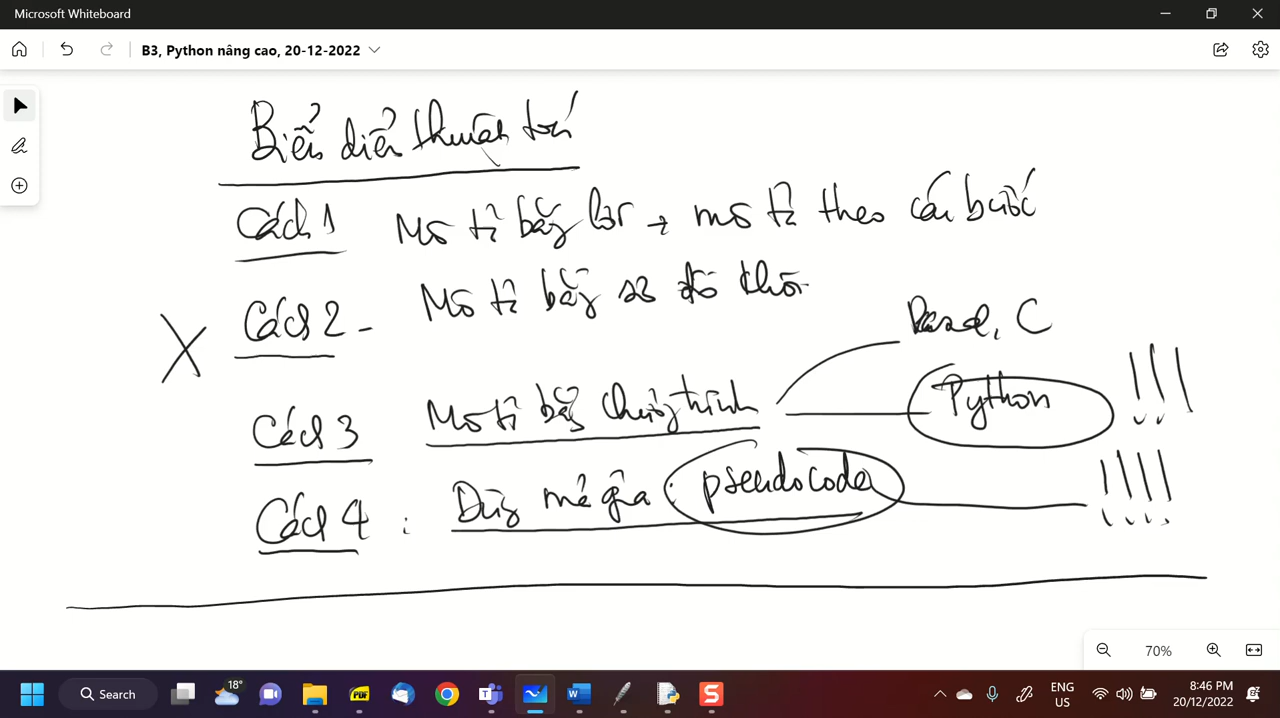 Microsoft Whiteboard
B3, Python nâng cao, 20-12-2022
Biểu diễn thuật toán
Cách 1 Mô tả bằng lời → mô tả theo các bước
X Cách 2 - Mô tả bằng sơ đồ khối
Pascal, C
Cách 3 Mô tả bằng chương trình Python !!!
Cách 4 : Dùng mã giả : pseudocode !!!!
70%
18°
Search
PDF
ENG
US
8:46 PM
20/12/2022